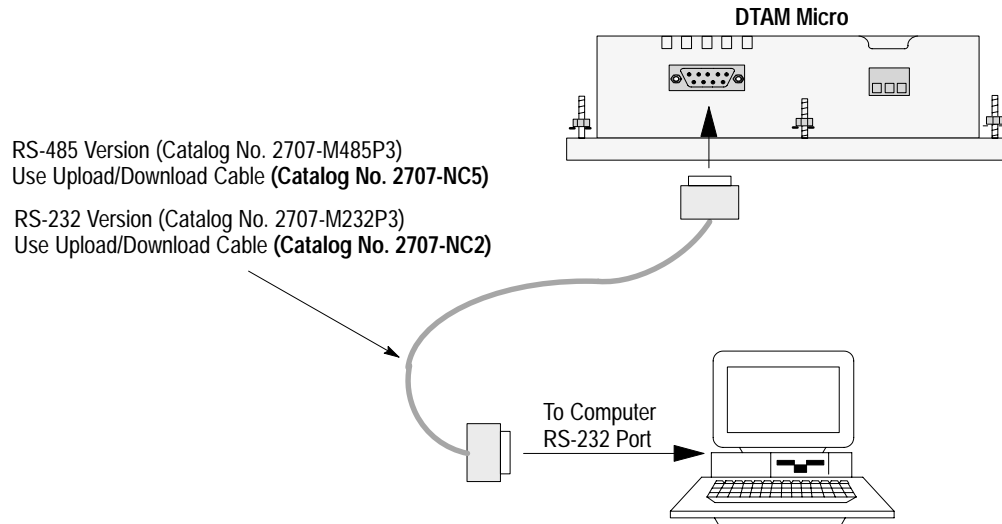 DTAM Micro
RS-485 Version (Catalog No. 2707-M485P3)
Use Upload/Download Cable (Catalog No. 2707-NC5)
RS-232 Version (Catalog No. 2707-M232P3)
Use Upload/Download Cable (Catalog No. 2707-NC2)
To Computer
RS-232 Port